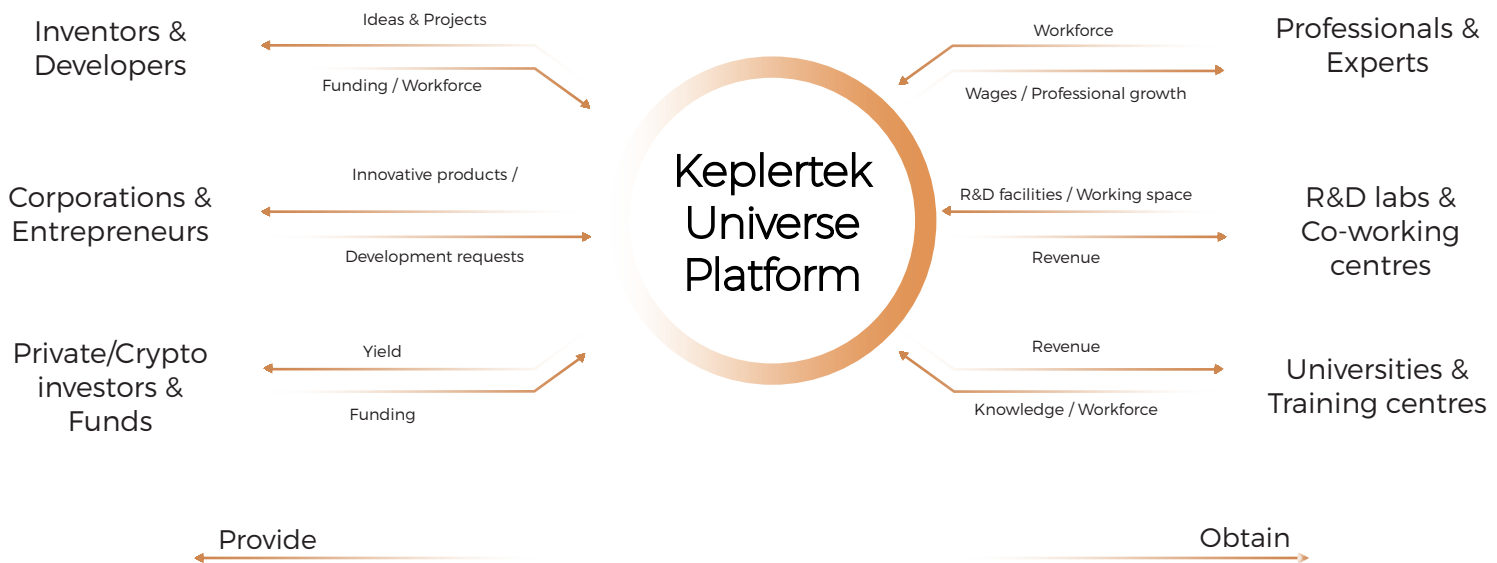 Inventors &
Developers
Ideas & Projects
Funding / Workforce
Corporations &
Entrepreneurs
Innovative products /
Development requests
Private/Crypto
investors &
Funds
Yield
Funding
Keplertek
Universe
Platform
Workforce
Wages / Professional growth
Professionals &
Experts
R&D facilities / Working space
Revenue
R&D labs &
Co-working
centres
Revenue
Knowledge / Workforce
Universities &
Training centres
Provide
Obtain